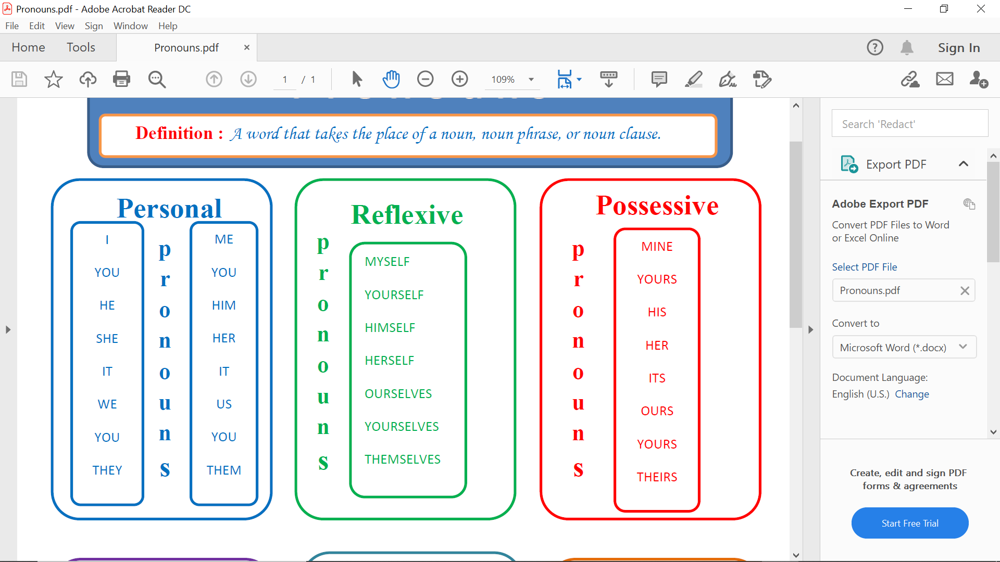 Pronouns.pdf - Adobe Acrobat Reader DC
File Edit View Sign Window Help
Home Tools Pronouns.pdf × Sign In
1 / 1 109%
Definition : A word that takes the place of a noun, noun phrase, or noun clause.
Personal
pronouns
I
YOU
HE
SHE
IT
WE
YOU
THEY
ME
YOU
HIM
HER
IT
US
YOU
THEM
Reflexive
pronouns
MYSELF
YOURSELF
HIMSELF
HERSELF
OURSELVES
YOURSELVES
THEMSELVES
Possessive
pronouns
MINE
YOURS
HIS
HER
ITS
OURS
YOURS
THEIRS
Search 'Redact'
Export PDF
Adobe Export PDF
Convert PDF Files to Word
or Excel Online
Select PDF File
Pronouns.pdf
Convert to
Microsoft Word (*.docx)
Document Language:
English (U.S.) Change
Create, edit and sign PDF
forms & agreements
Start Free Trial